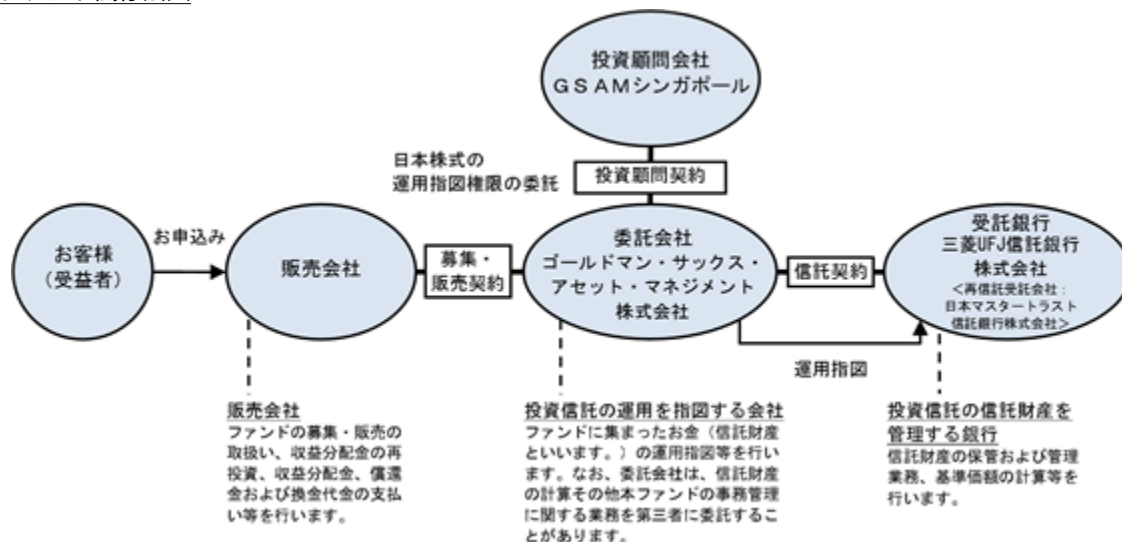 投資顧問会社
GSAMシンガポール
日本株式の
運用指図権限の委託
投資顧問契約
お客様
(受益者)
お申込み
販売会社
募集・
販売契約
委託会社
ゴールドマン・サックス・
アセット・マネジメント
株式会社
信託契約
受託銀行
三菱UFJ信託銀行
株式会社
<再信託受託会社:
日本マスタートラスト
信託銀行株式会社>
運用指図
販売会社
ファンドの募集・販売の
取扱い、収益分配金の再
投資、収益分配金、償還
金および換金代金の支払
い等を行います。
投資信託の運用を指図する会社
ファンドに集まったお金(信託財産
といいます。)の運用指図等を行い
ます。なお、委託会社は、信託財産
の計算その他本ファンドの事務管理
に関する業務を第三者に委託するこ
とがあります。
投資信託の信託財産を
管理する銀行
信託財産の保管および管理
業務、基準価額の計算等を
行います。